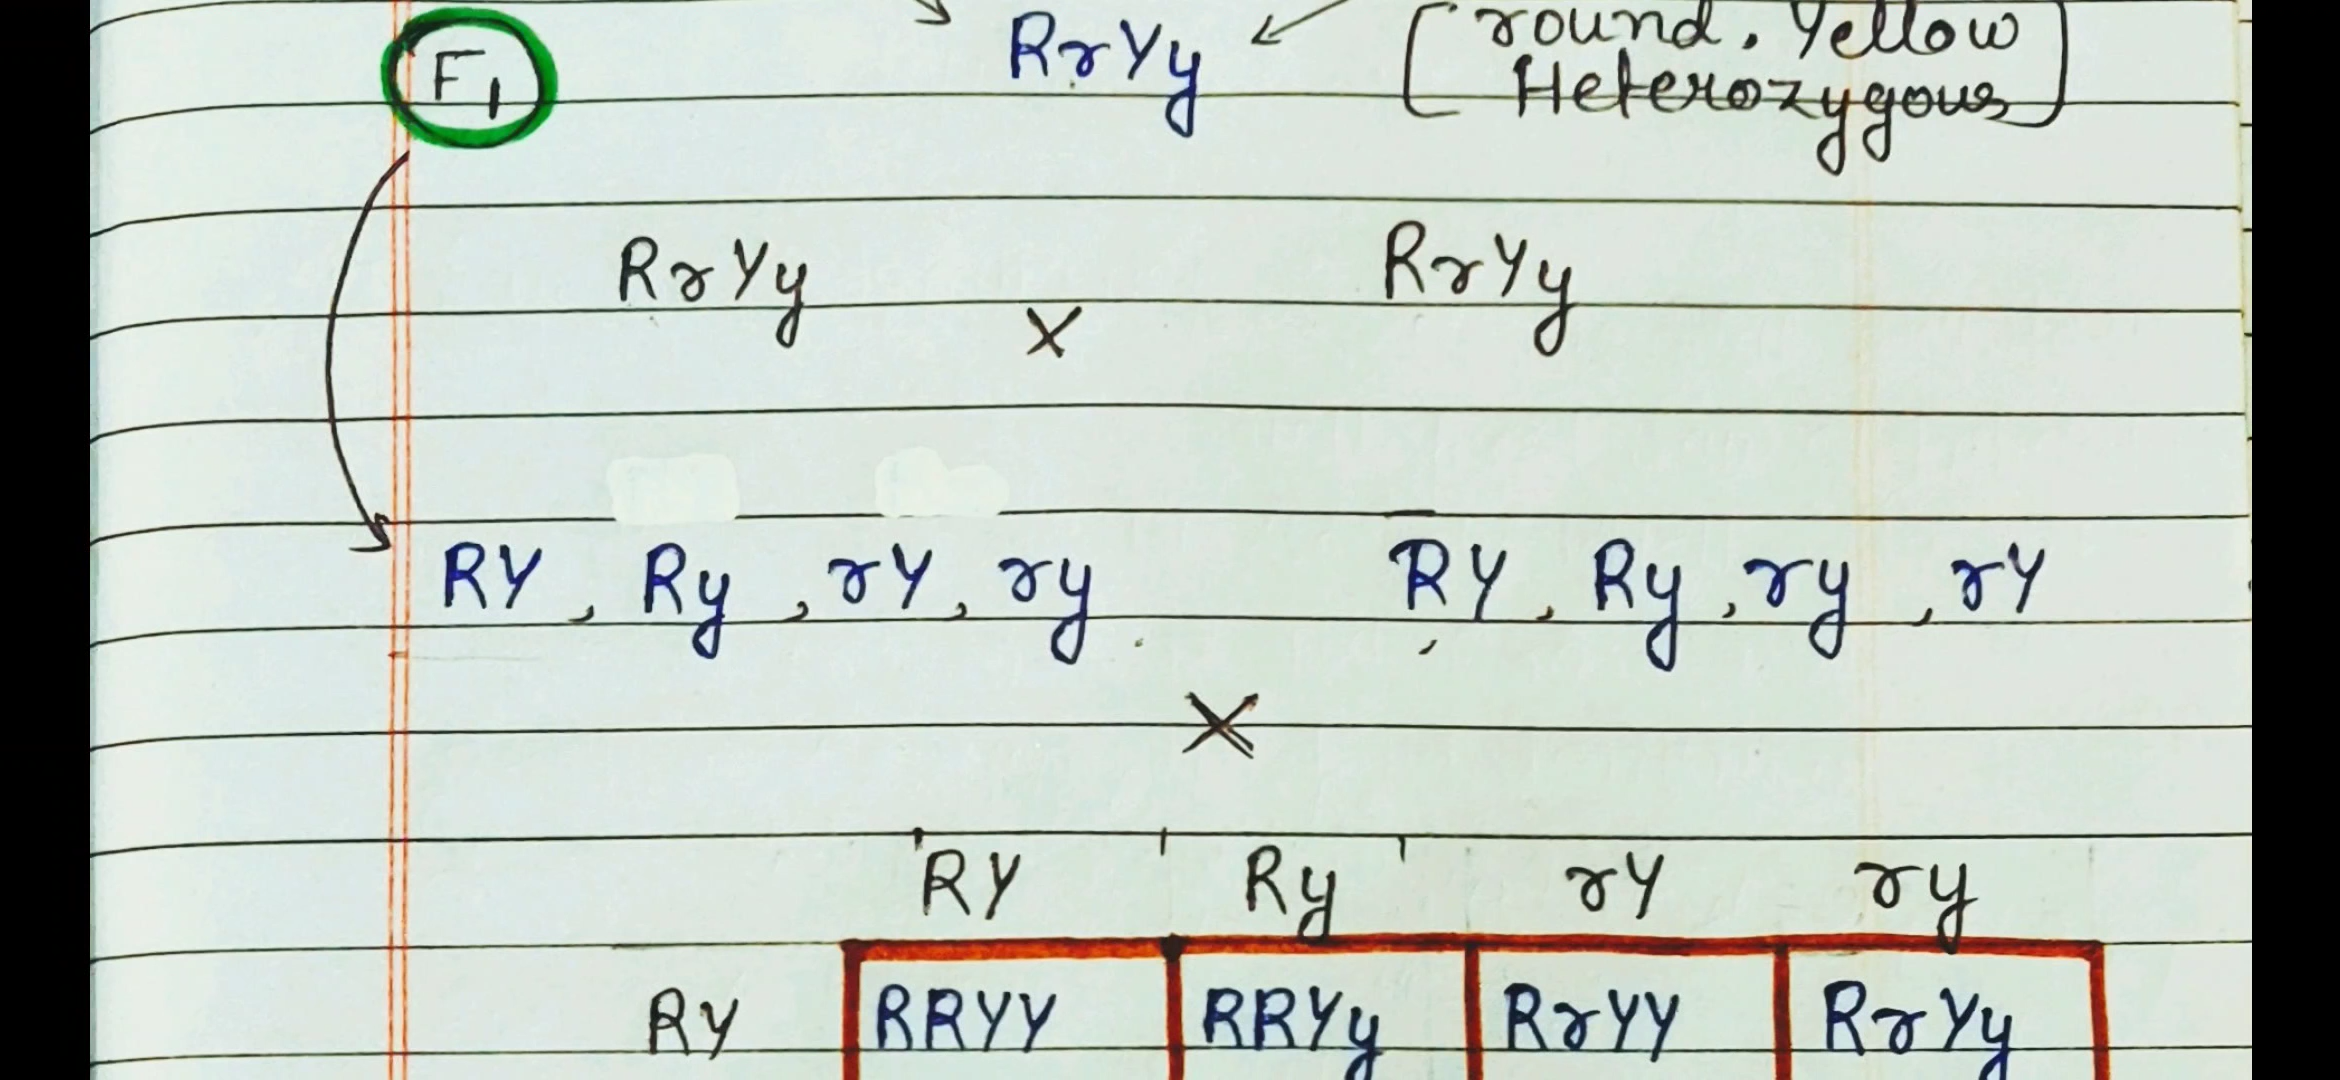 F1 RrYy [round, Yellow
Heterozygous]
RrYy × RrYy
RY, Ry, rY, ry RY, Ry, ry, rY
×
RY Ry rY ry
RY RRYY RRYy RrYY RrYy